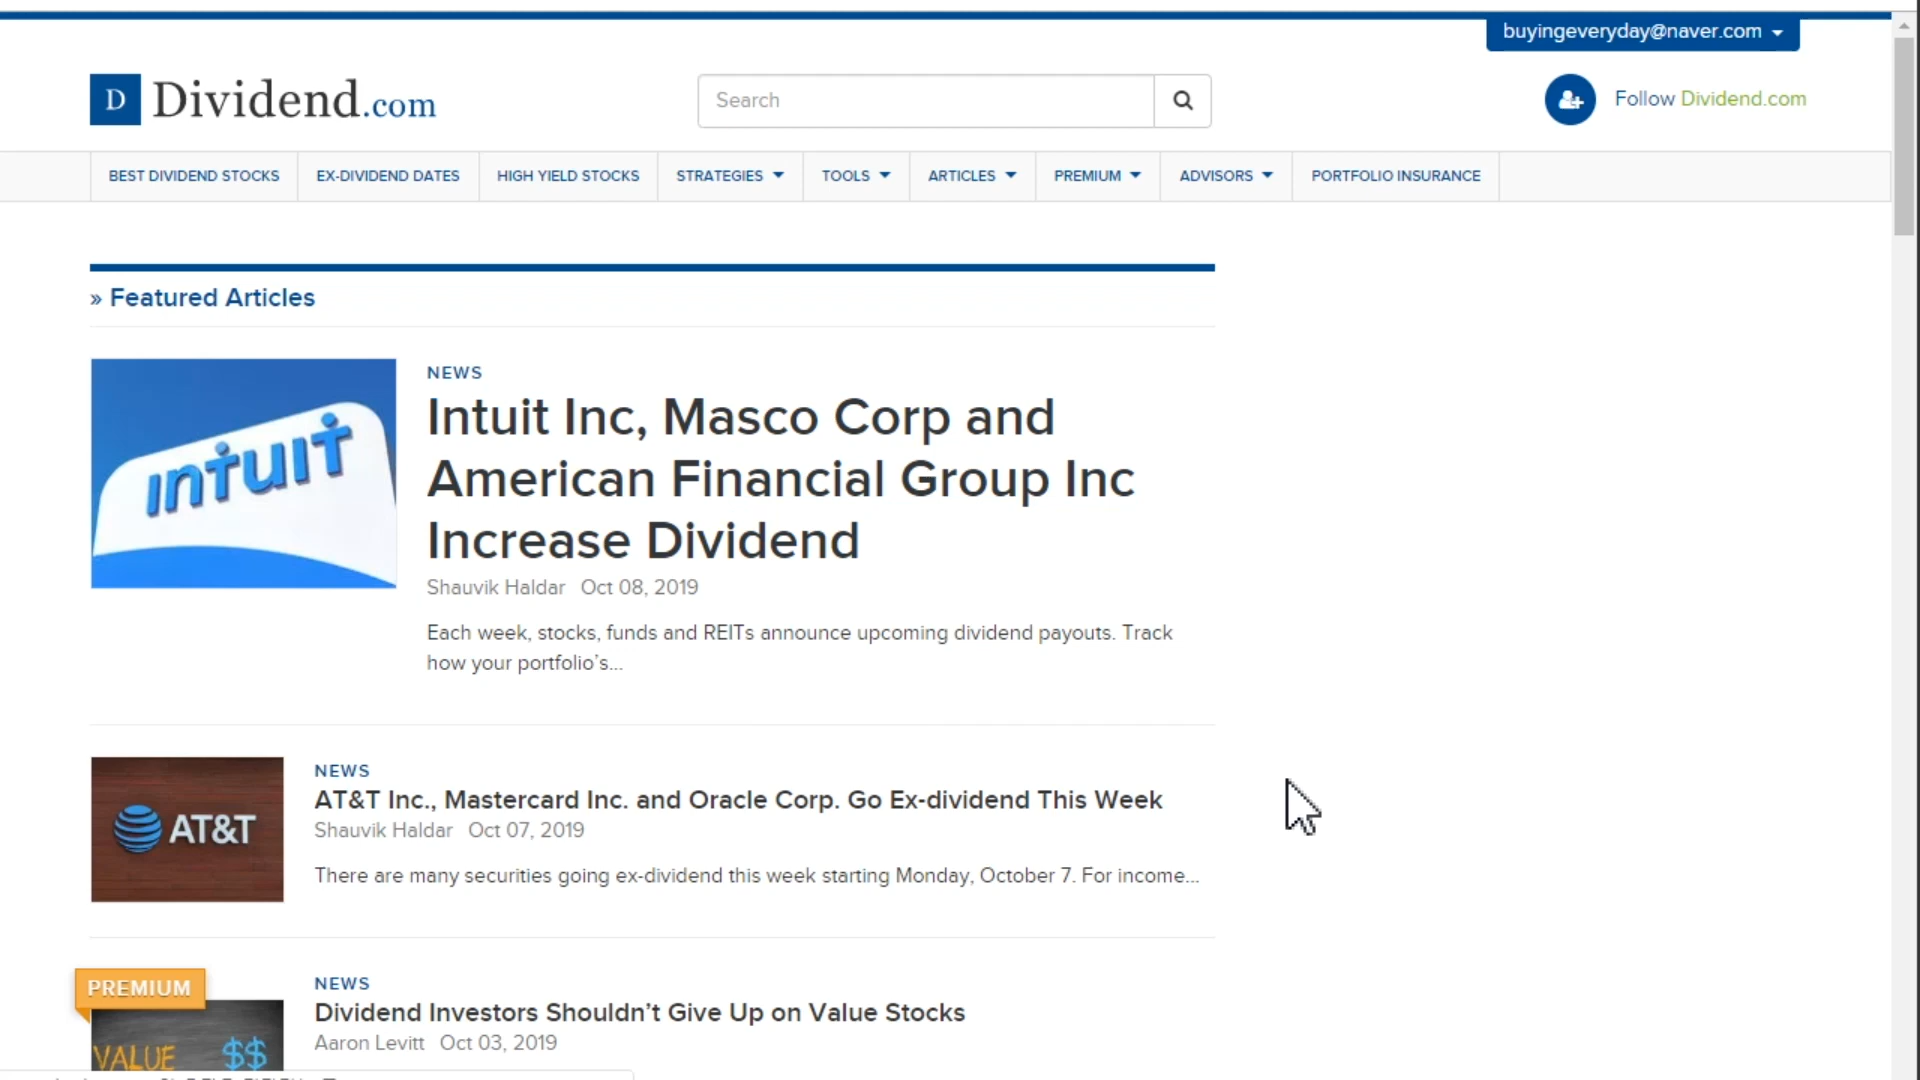 buyingeveryday@naver.com
D Dividend.com
Search
Follow Dividend.com
BEST DIVIDEND STOCKS
EX-DIVIDEND DATES
HIGH YIELD STOCKS
STRATEGIES
TOOLS
ARTICLES
PREMIUM
ADVISORS
PORTFOLIO INSURANCE
» Featured Articles
INTUIT
NEWS
Intuit Inc, Masco Corp and
American Financial Group Inc
Increase Dividend
Shauvik Haldar Oct 08, 2019
Each week, stocks, funds and REITs announce upcoming dividend payouts. Track
how your portfolio’s...
AT&T
NEWS
AT&T Inc., Mastercard Inc. and Oracle Corp. Go Ex-dividend This Week
Shauvik Haldar Oct 07, 2019
There are many securities going ex-dividend this week starting Monday, October 7. For income...
PREMIUM
VALUE $$
NEWS
Dividend Investors Shouldn’t Give Up on Value Stocks
Aaron Levitt Oct 03, 2019